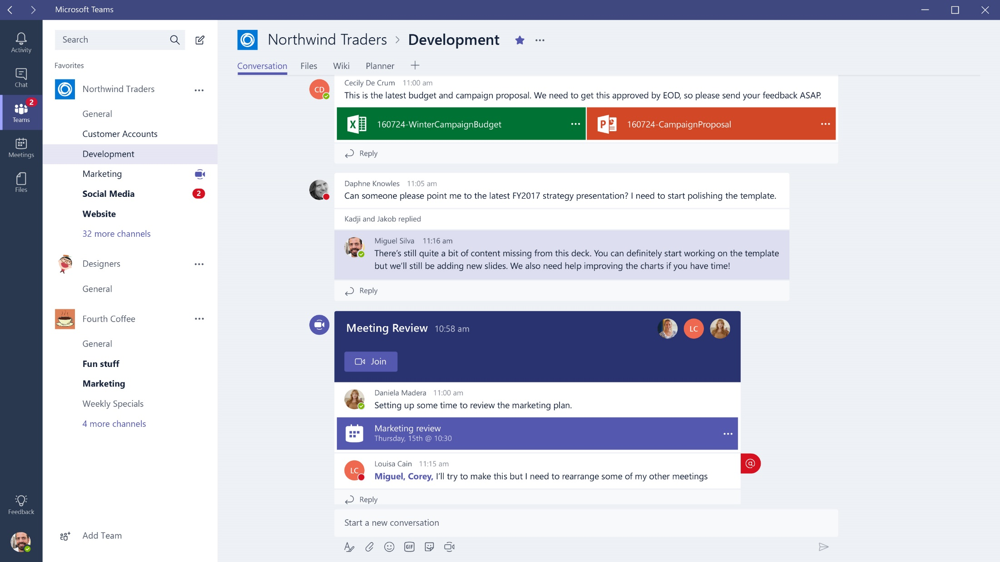 Microsoft Teams
Activity
Chat
2
Teams
Meetings
Files
Feedback
Search
Favorites
Northwind Traders
General
Customer Accounts
Development
Marketing
Social Media 2
Website
32 more channels
Designers
General
Fourth Coffee
General
Fun stuff
Marketing
Weekly Specials
4 more channels
Add Team
Northwind Traders > Development
Conversation Files Wiki Planner
CD
Cecily De Crum 11:00 am
This is the latest budget and campaign proposal. We need to get this approved by EOD, so please send your feedback ASAP.
X 160724-WinterCampaignBudget P 160724-CampaignProposal
Reply
Daphne Knowles 11:05 am
Can someone please point me to the latest FY2017 strategy presentation? I need to start polishing the template.
Kadji and Jakob replied
Miguel Silva 11:16 am
There's still quite a bit of content missing from this deck. You can definitely start working on the template
but we'll still be adding new slides. We also need help improving the charts if you have time!
Reply
Meeting Review 10:58 am LC
Join
Daniela Madera 11:00 am
Setting up some time to review the marketing plan.
Marketing review
Thursday, 15th @ 10:30
LC
Louisa Cain 11:15 am
@
Miguel, Corey, I'll try to make this but I need to rearrange some of my other meetings
Reply
Start a new conversation
GIF